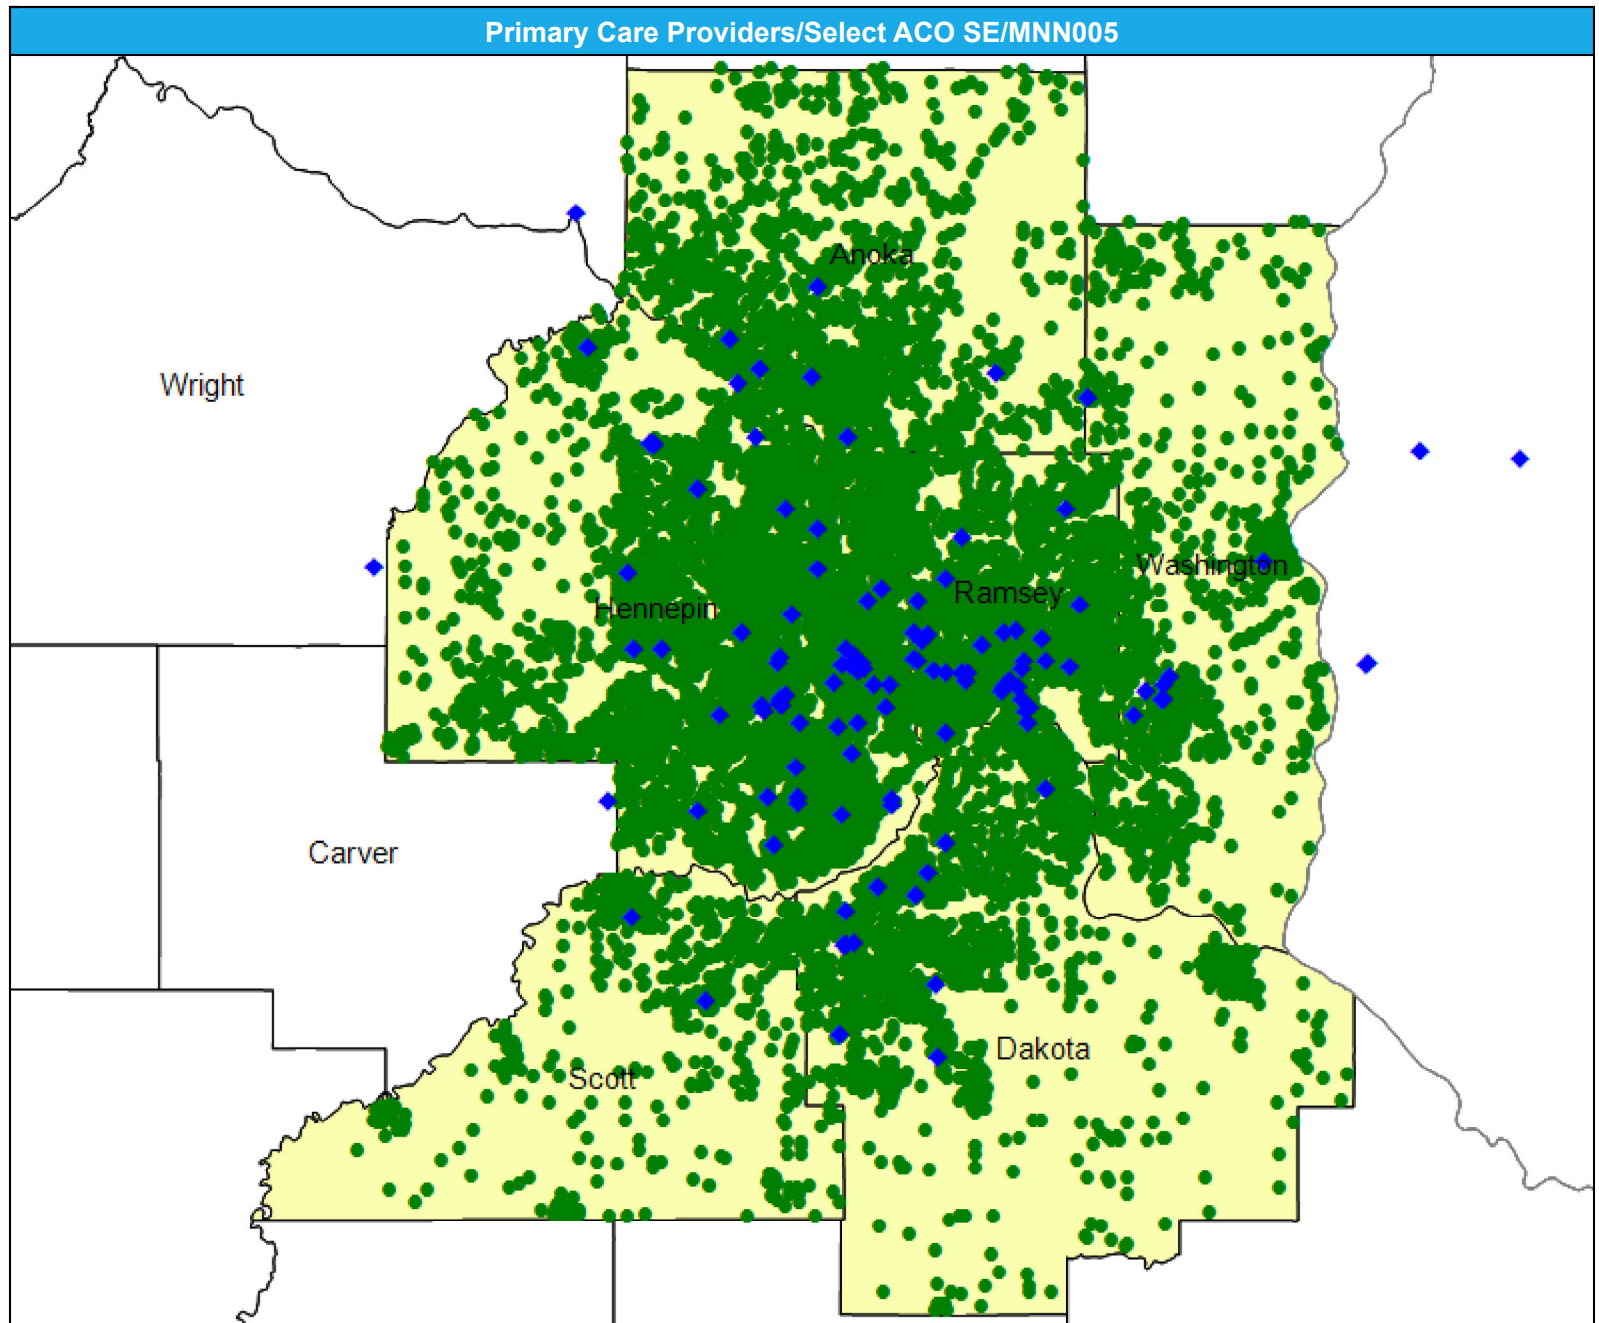 Primary Care Providers/Select ACO SE/MNN005
Anoka
Wright
Washington
Ramsey
Hennepin
Carver
Dakota
Scott